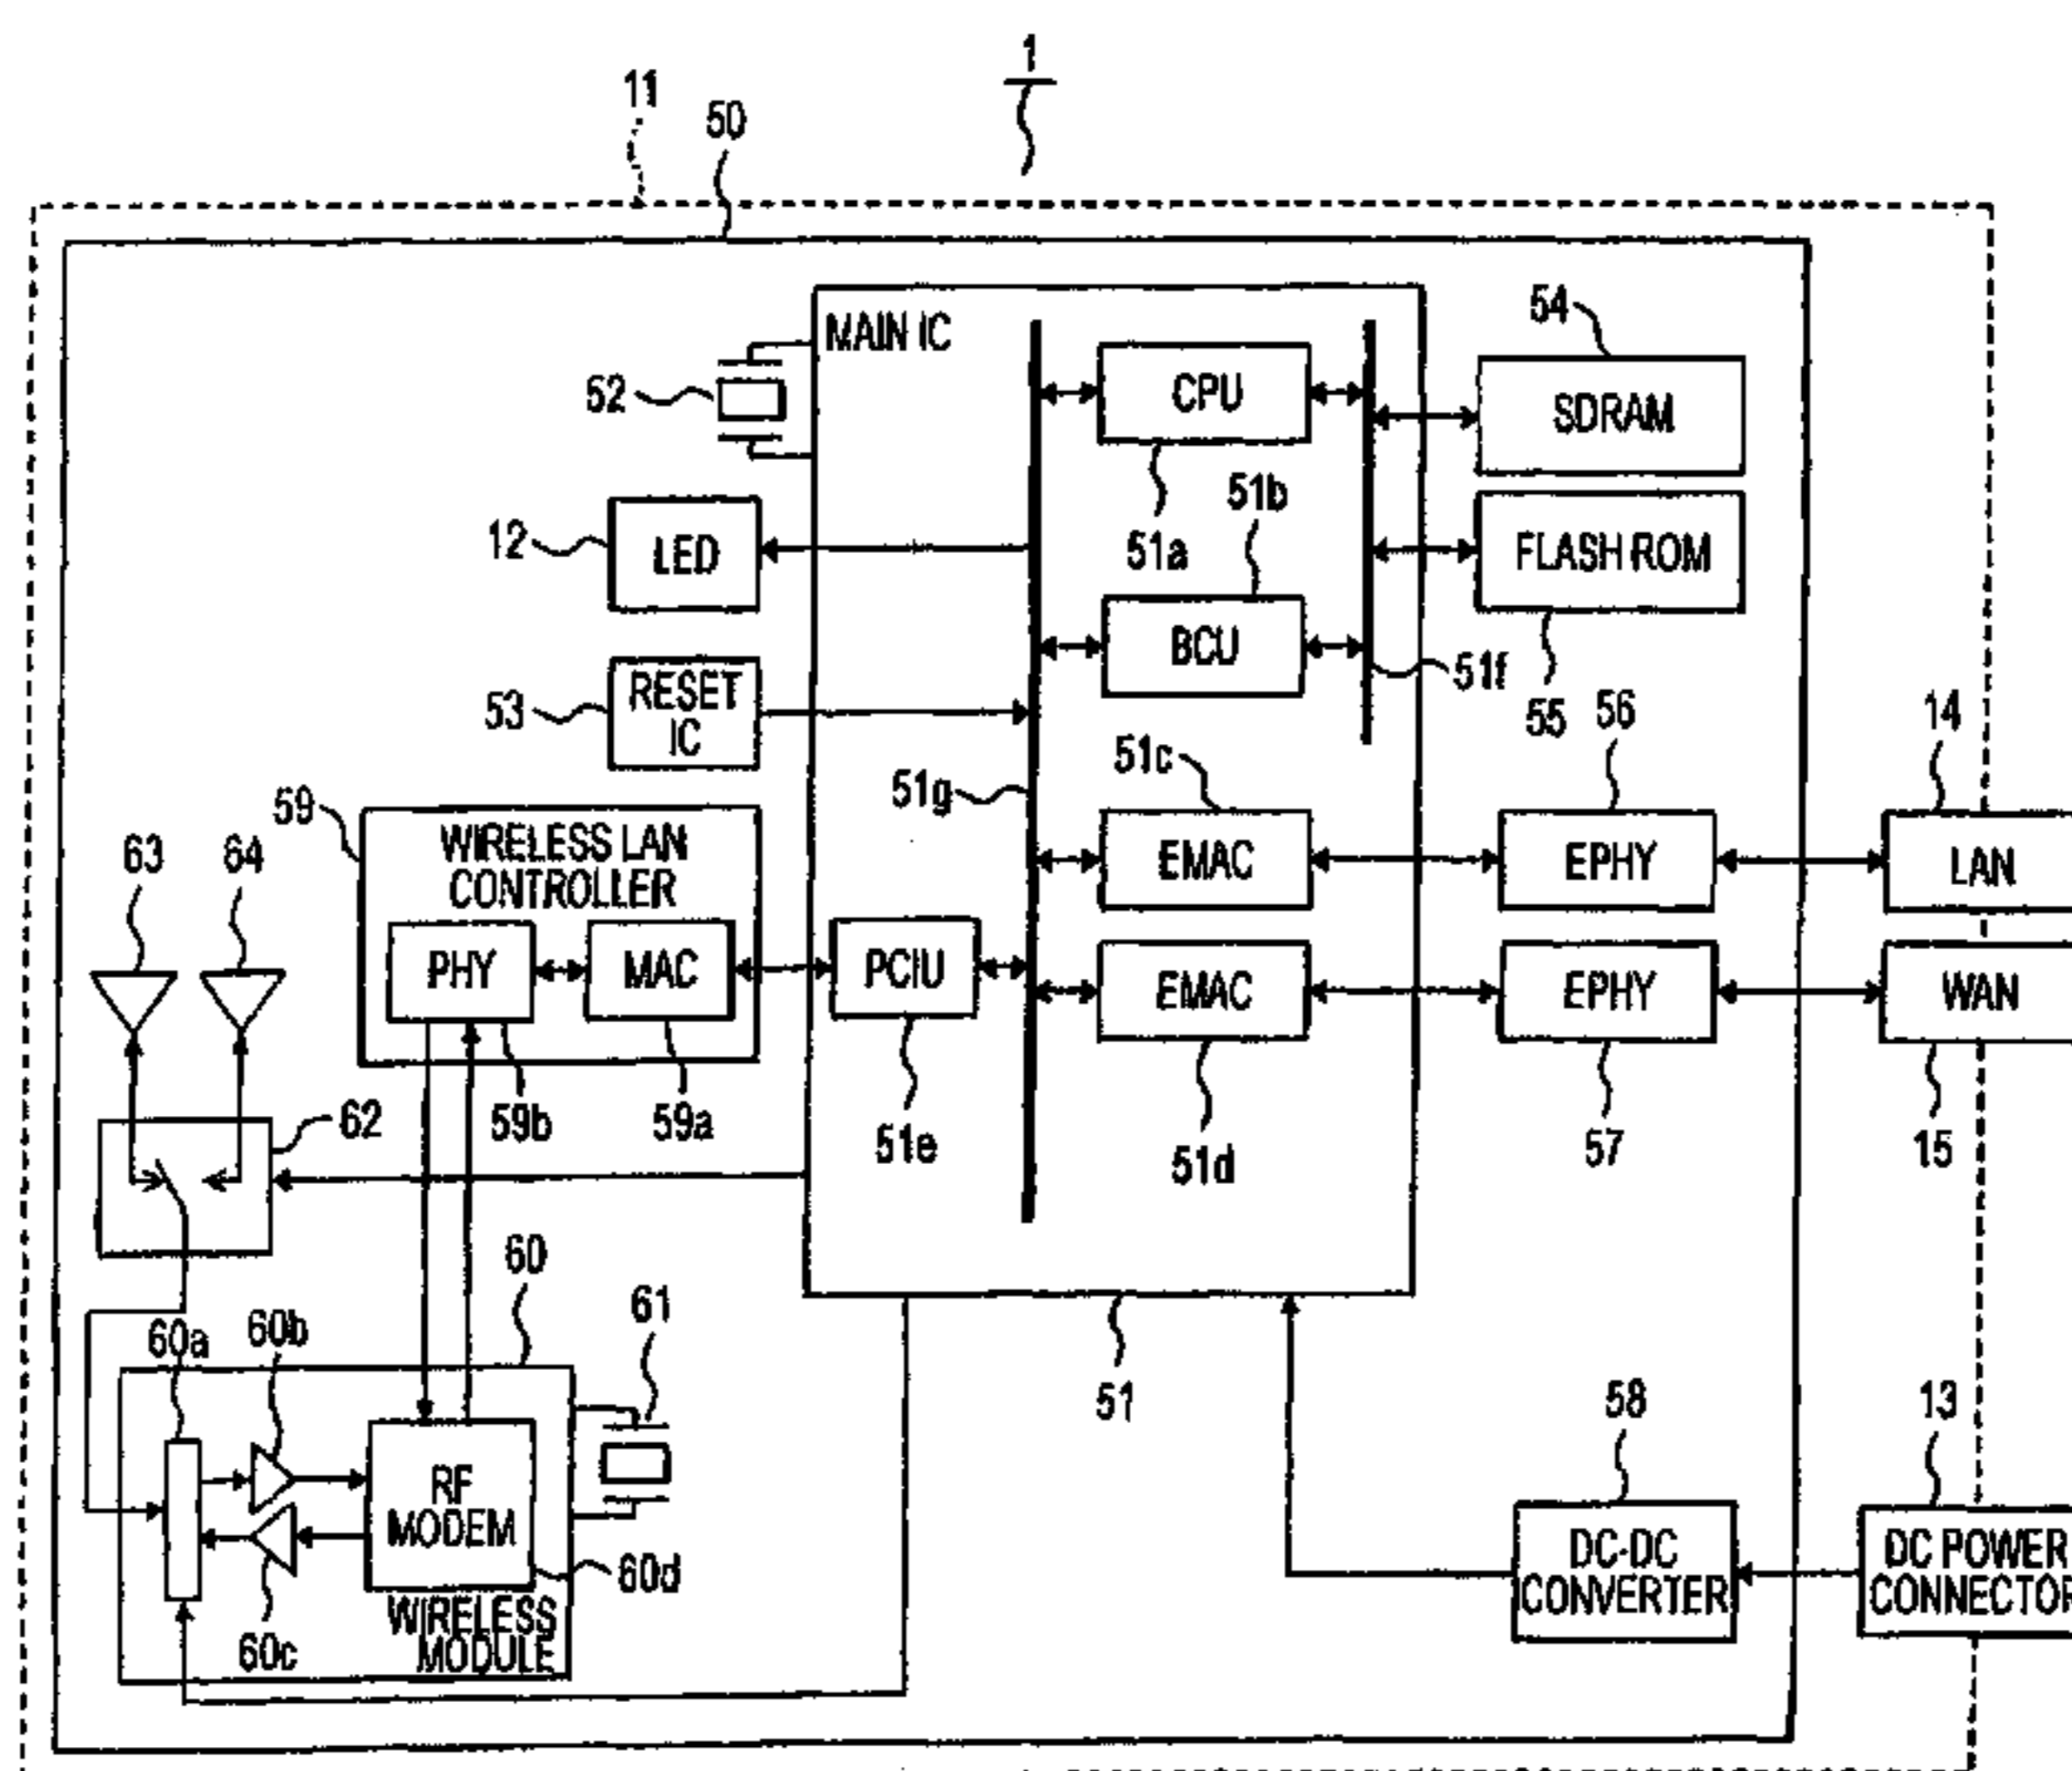 1
11
50
MAIN IC
54
52
CPU
SDRAM
51b
12
LED
51a
FLASH ROM
BCU
51f
53
RESET
IC
55
56
14
51c
51g
59
WIRELESS LAN
CONTROLLER
63
64
EMAC
EPHY
LAN
PHY
MAC
PCIU
EMAC
EPHY
WAN
62
59b
59a
51e
51d
57
15
60
61
60a
60b
51
58
13
RF
MODEM
60d
DC-DC
CONVERTER
DC POWER
CONNECTOR
WIRELESS
MODULE
60c